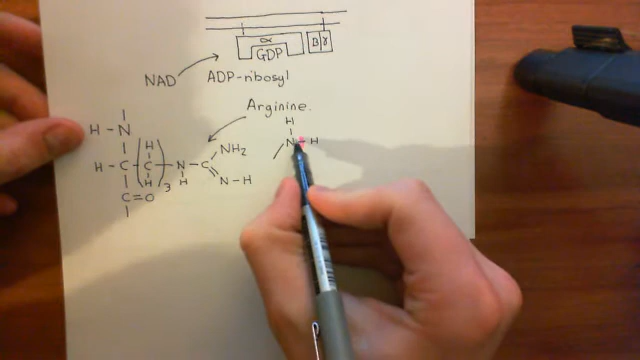 α
GDP
βγ
NAD
ADP-ribosyl
Arginine.
H
H-N
N-H
H
H-C-(C)3-N-C
NH2
H
H
N-H
C=O